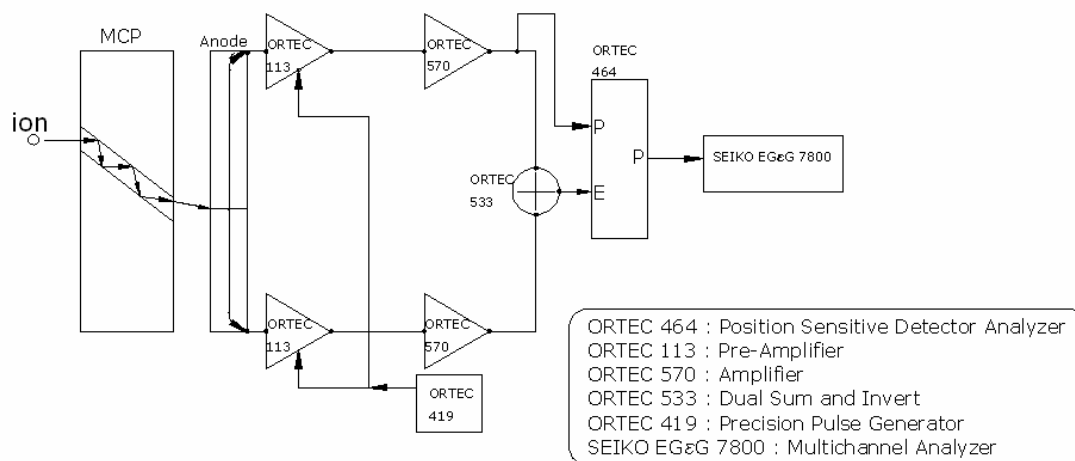 MCP
Anode
ion
ORTEC
113
ORTEC
570
ORTEC
464
P
E
P
SEIKO EGεG 7800
ORTEC
533
ORTEC
113
ORTEC
570
ORTEC
419
ORTEC 464 : Position Sensitive Detector Analyzer
ORTEC 113 : Pre-Amplifier
ORTEC 570 : Amplifier
ORTEC 533 : Dual Sum and Invert
ORTEC 419 : Precision Pulse Generator
SEIKO EGεG 7800 : Multichannel Analyzer